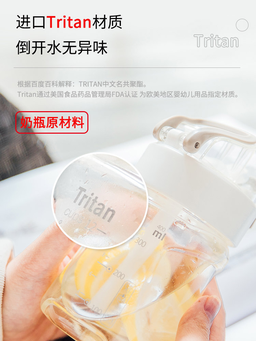 进口Tritan材质
倒开水无异味
Tritan
根据百度百科解释：TRITAN中文名共聚酯。
Tritan通过美国食品药品管理局FDA认证 为欧美地区婴幼儿用品指定材质。
奶瓶原材料
Tritan
ml